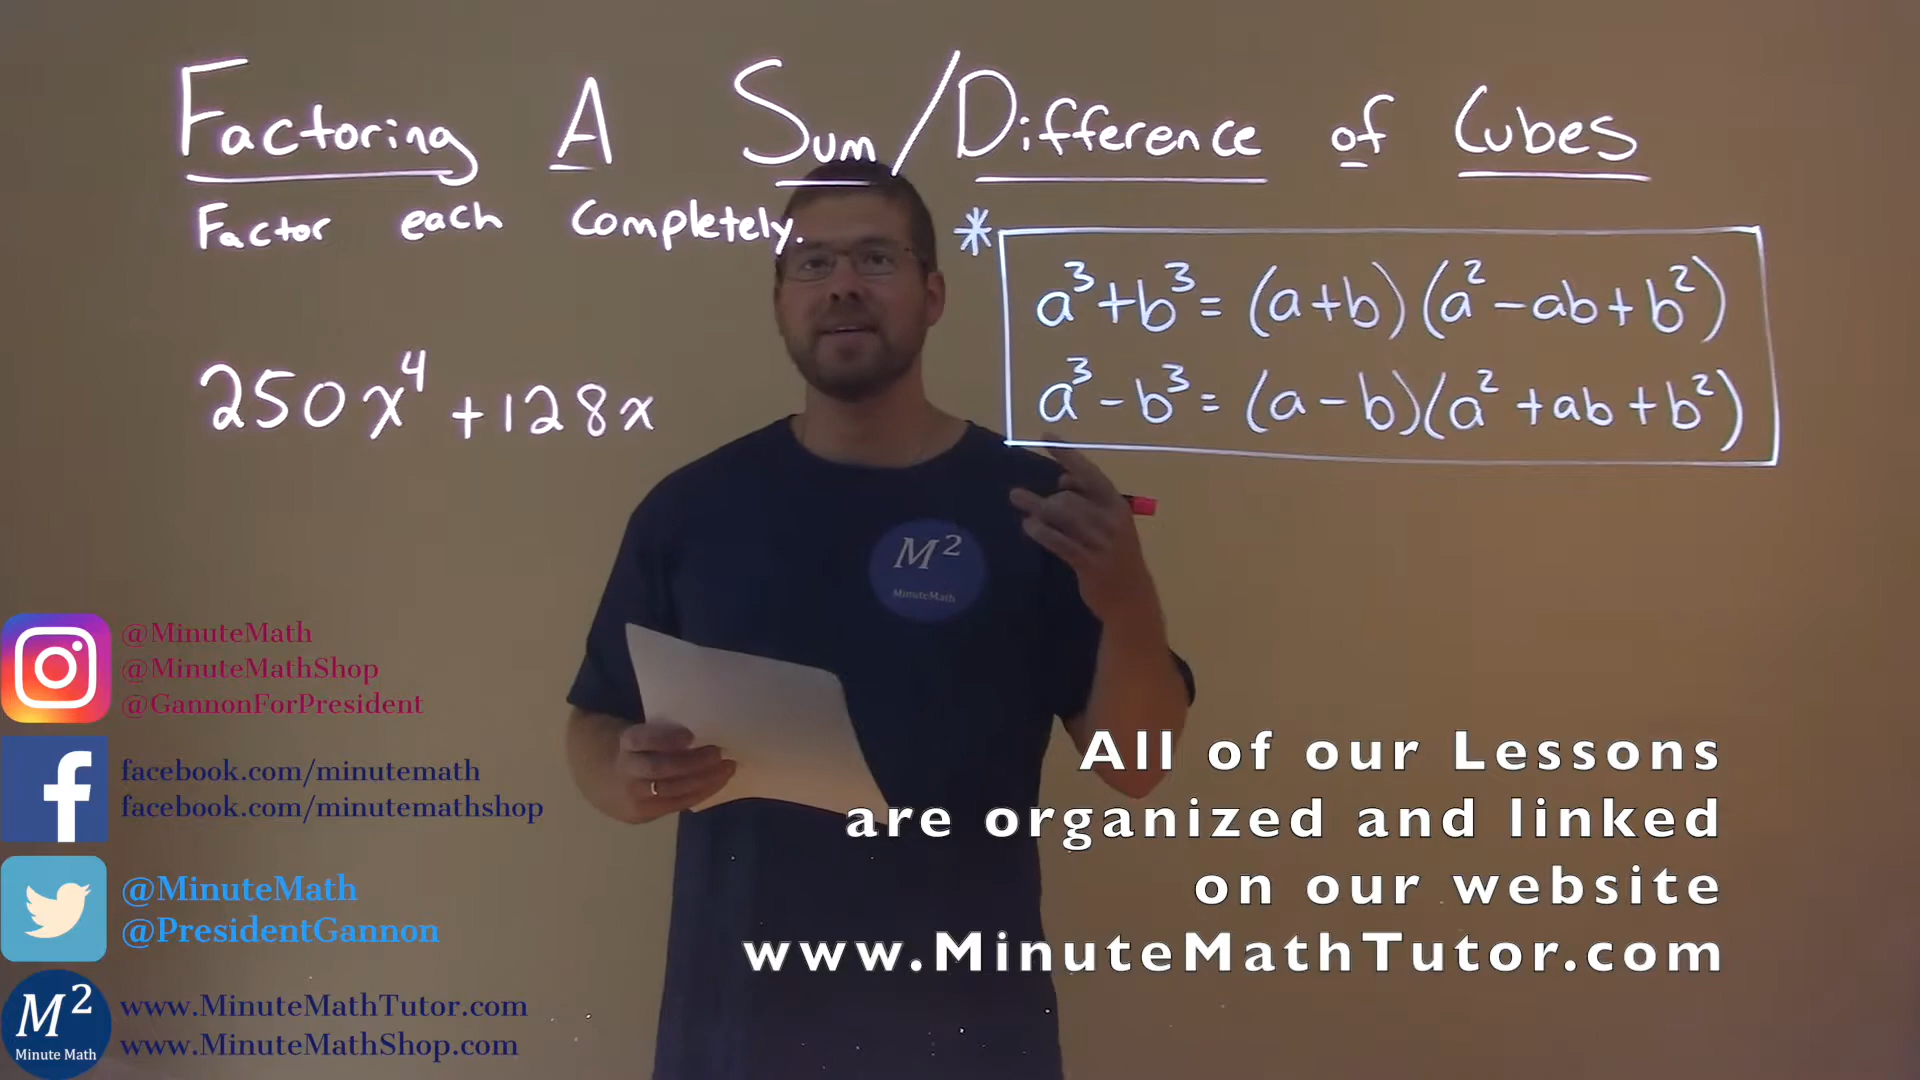 Factoring A Sum/Difference of Cubes
Factor each completely.
*
a³+b³= (a+b)(a²-ab+b²)
a³-b³= (a-b)(a²+ab+b²)
250x⁴+128x
M²
MinuteMath
@MinuteMath
@MinuteMathShop
@GannonForPresident
facebook.com/minutemath
facebook.com/minutemathshop
@MinuteMath
@PresidentGannon
M²
Minute Math
www.MinuteMathTutor.com
www.MinuteMathShop.com
All of our Lessons
are organized and linked
on our website
www.MinuteMathTutor.com